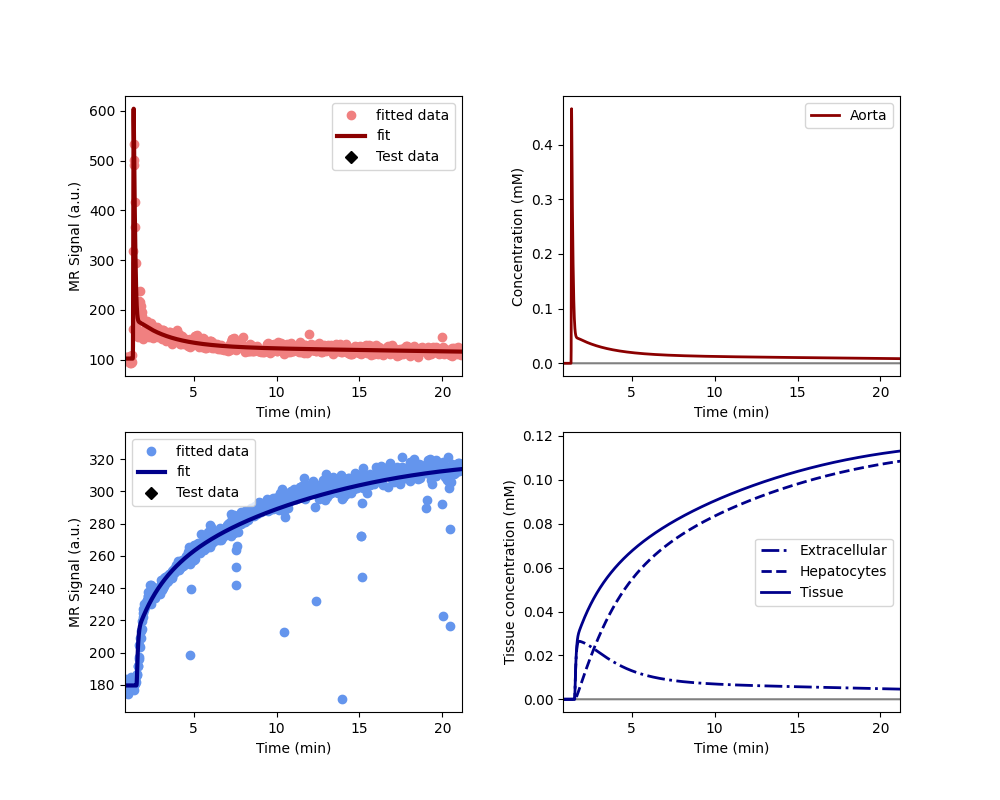 600
500
400
300
200
100
MR Signal (a.u.)
fitted data
fit
Test data
5
10
15
20
Time (min)
0.4
0.3
0.2
0.1
0.0
Concentration (mM)
Aorta
5
10
15
20
Time (min)
320
300
280
260
240
220
200
180
MR Signal (a.u.)
fitted data
fit
Test data
5
10
15
20
Time (min)
0.12
0.10
0.08
0.06
0.04
0.02
0.00
Tissue concentration (mM)
Extracellular
Hepatocytes
Tissue
5
10
15
20
Time (min)